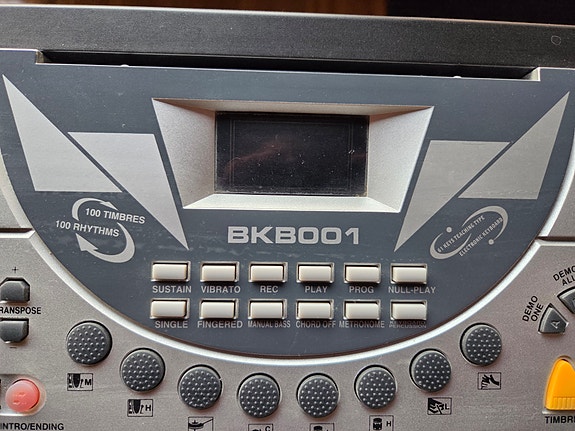 100 TIMBRES
100 RHYTHMS
BKB001
61 KEYS TEACHING TYPE
ELECTRONIC KEYBOARD
SUSTAIN VIBRATO REC PLAY PROG NULL-PLAY
SINGLE FINGERED MANUAL BASS CHORD OFF METRONOME PERCUSSION
+
TRANSPOSE
-
DEMO
ONE
DEMO
ALL
A
M
H
C
H
L
INTRO/ENDING
TIMBRE